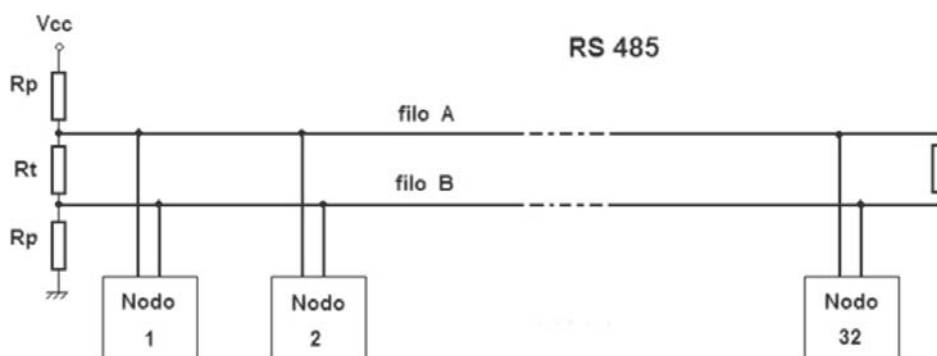 Vcc
RS 485
Rp
filo A
Rt
filo B
Rp
Nodo
1
Nodo
2
Nodo
32